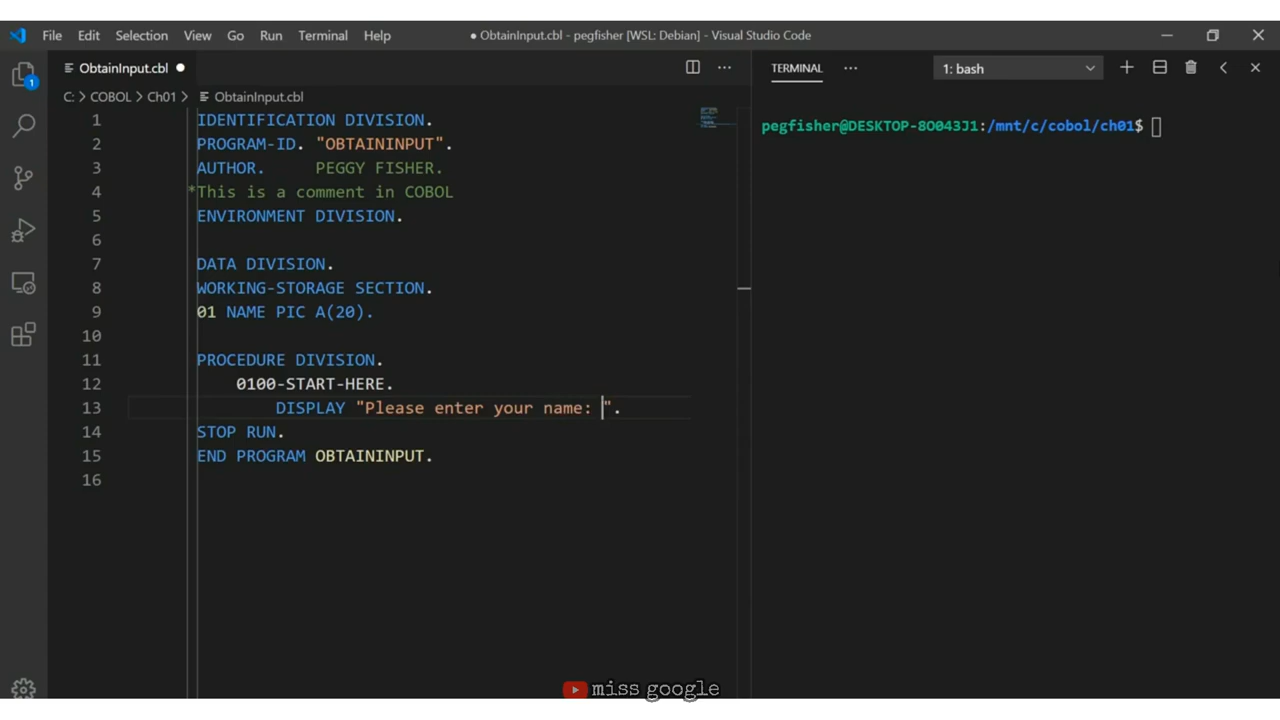 File Edit Selection View Go Run Terminal Help ● ObtainInput.cbl - pegfisher [WSL: Debian] - Visual Studio Code
ObtainInput.cbl ● TERMINAL ··· 1: bash
C: > COBOL > Ch01 > ObtainInput.cbl
1 IDENTIFICATION DIVISION.
2 PROGRAM-ID. "OBTAININPUT".
pegfisher@DESKTOP-8O043J1:/mnt/c/cobol/ch01$
3 AUTHOR. PEGGY FISHER.
4 *This is a comment in COBOL
5 ENVIRONMENT DIVISION.
6
7 DATA DIVISION.
8 WORKING-STORAGE SECTION.
9 01 NAME PIC A(20).
10
11 PROCEDURE DIVISION.
12 0100-START-HERE.
13 DISPLAY "Please enter your name: ".
14 STOP RUN.
15 END PROGRAM OBTAININPUT.
16
1
miss google